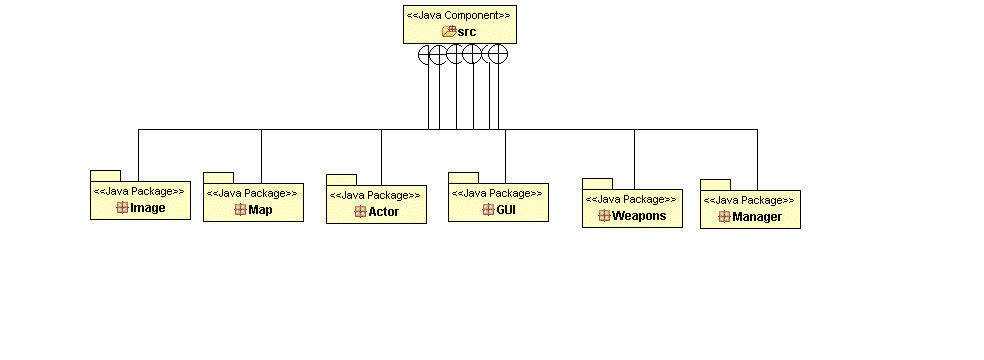 <<Java Component>>
src
<<Java Package>>
Image
<<Java Package>>
Map
<<Java Package>>
Actor
<<Java Package>>
GUI
<<Java Package>>
Weapons
<<Java Package>>
Manager